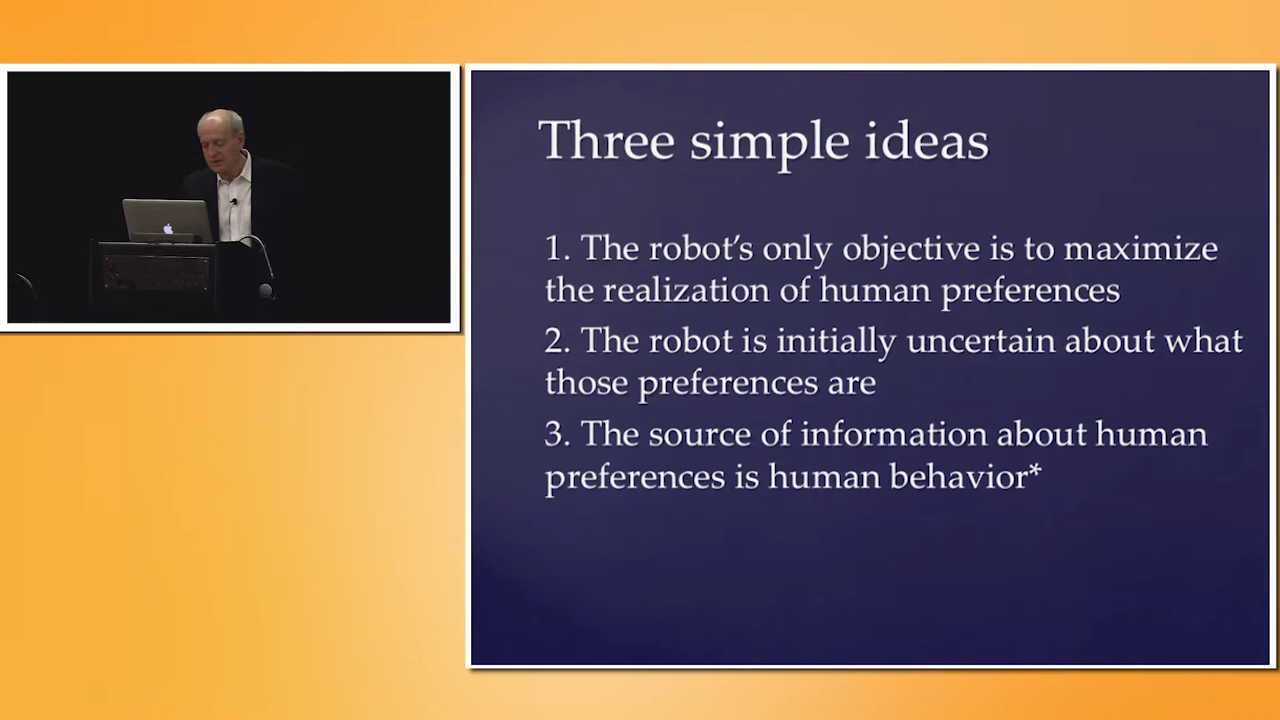 Three simple ideas
1. The robot’s only objective is to maximize
the realization of human preferences
2. The robot is initially uncertain about what
those preferences are
3. The source of information about human
preferences is human behavior*